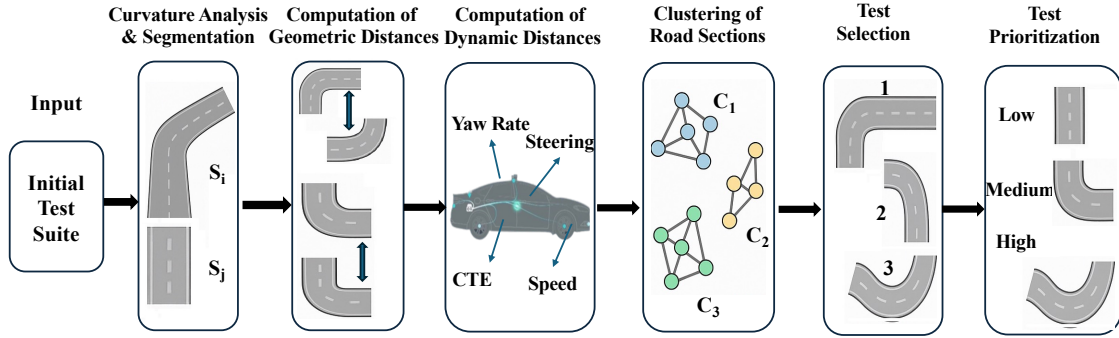 Curvature Analysis
& Segmentation
Computation of
Geometric Distances
Computation of
Dynamic Distances
Clustering of
Road Sections
Test
Selection
Test
Prioritization
Input
Initial
Test
Suite
Si
Sj
Yaw Rate
Steering
CTE
Speed
C1
C2
C3
1
2
3
Low
Medium
High